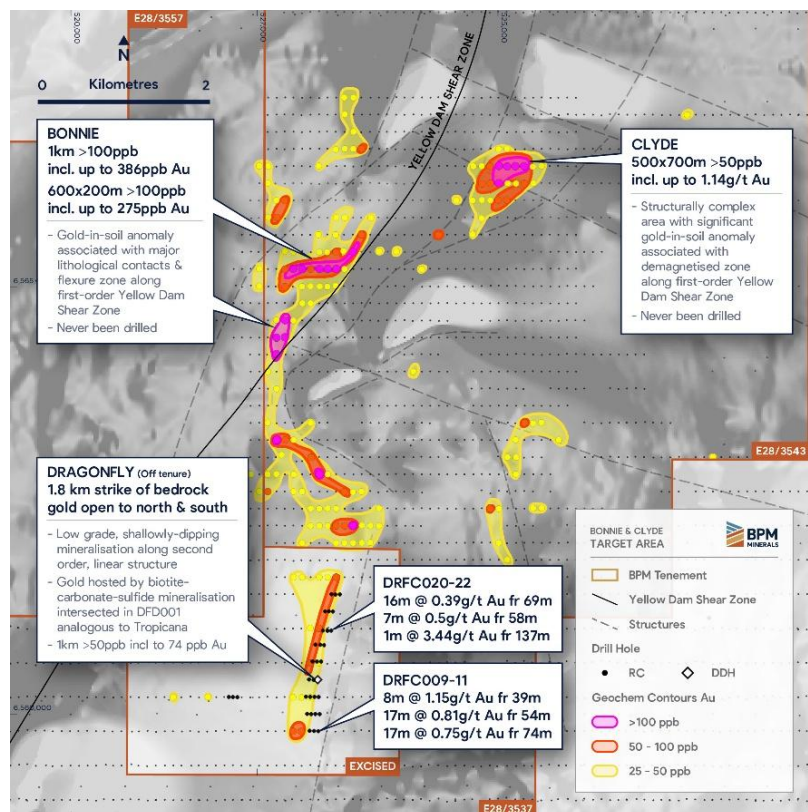 E28/3557
520,000
527,000
525,000
N
0 Kilometres 2
YELLOW DAM SHEAR ZONE
BONNIE
1km >100ppb
incl. up to 386ppb Au
600x200m >100ppb
incl. up to 275ppb Au
- Gold-in-soil anomaly
associated with major
lithological contacts &
flexure zone along
first-order Yellow Dam
Shear Zone
- Never been drilled
CLYDE
500x700m >50ppb
incl. up to 1.14g/t Au
- Structurally complex
area with significant
gold-in-soil anomaly
associated with
demagnetised zone
along first-order Yellow
Dam Shear Zone
- Never been drilled
E28/3543
DRAGONFLY (Off tenure)
1.8 km strike of bedrock
gold open to north & south
- Low grade, shallowly-dipping
mineralisation along second
order, linear structure
- Gold hosted by biotite-
carbonate-sulfide mineralisation
intersected in DFD001
analogous to Tropicana
- 1km >50ppb incl to 74 ppb Au
DRFC020-22
16m @ 0.39g/t Au fr 69m
7m @ 0.5g/t Au fr 58m
1m @ 3.44g/t Au fr 137m
DRFC009-11
8m @ 1.15g/t Au fr 39m
17m @ 0.81g/t Au fr 54m
17m @ 0.75g/t Au fr 74m
EXCISED
BONNIE & CLYDE
TARGET AREA
BPM
MINERALS
BPM Tenement
Yellow Dam Shear Zone
Structures
Drill Hole
RC DDH
Geochem Contours Au
>100 ppb
50 - 100 ppb
25 - 50 ppb
E28/3537